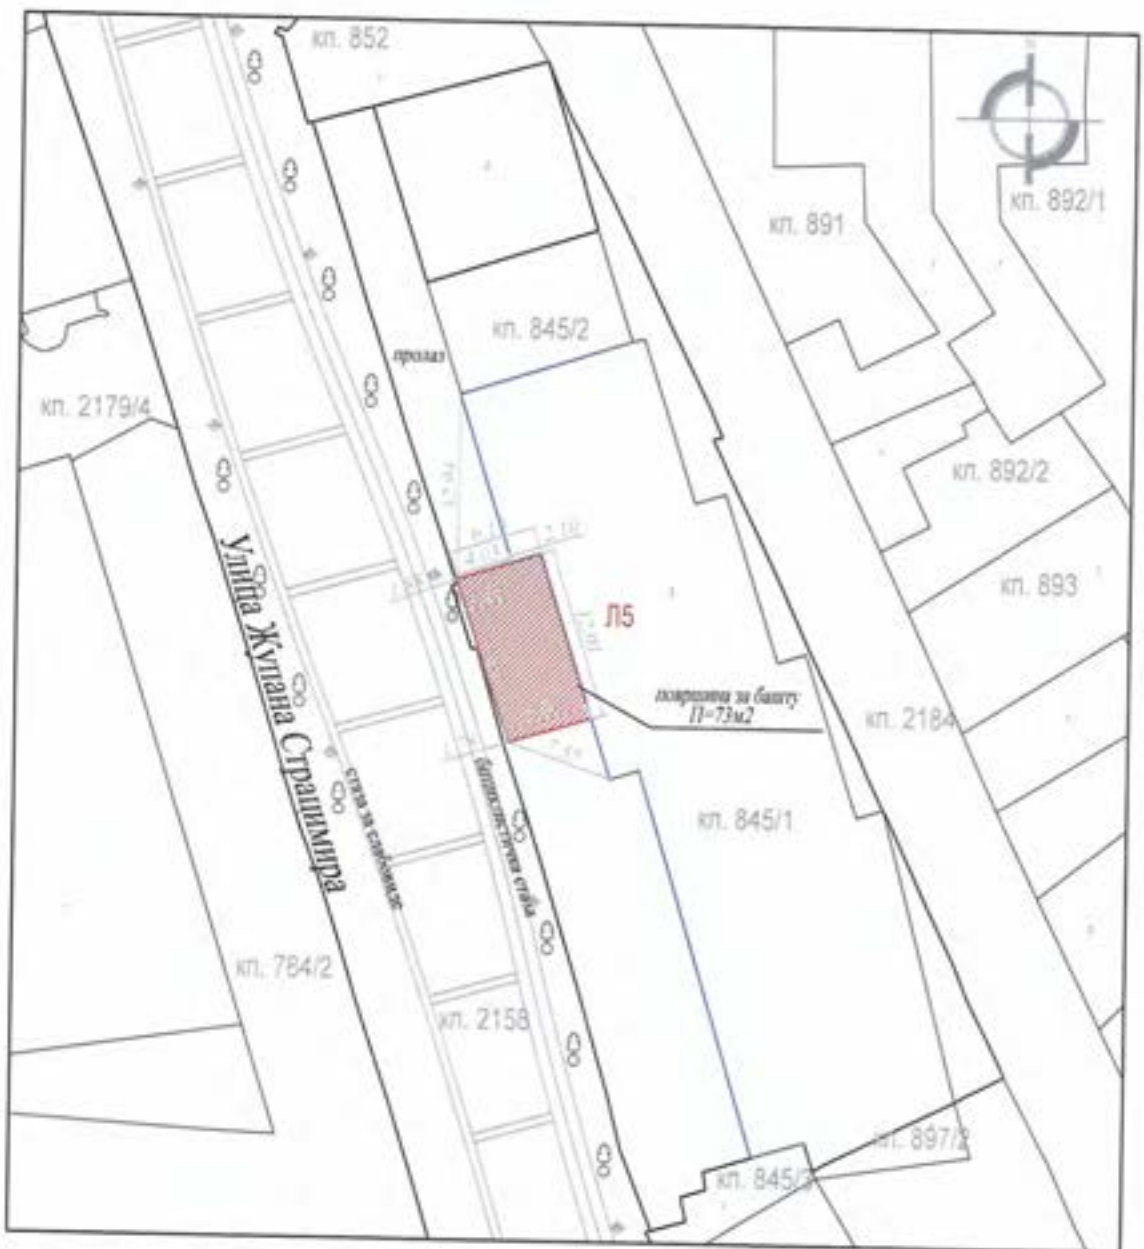 кп. 852
кп. 892/1
кп. 891
кп. 845/2
пролаз
кп. 2179/4
кп. 892/2
Улица Жупана Страцимира
кп. 893
Л5
површина за башту
П=73м2
кп. 2184
кп. 845/1
стаза за слабовиде
бициклистичка стаза
кп. 784/2
кп. 2158
кп. 897/2
кп. 845/3